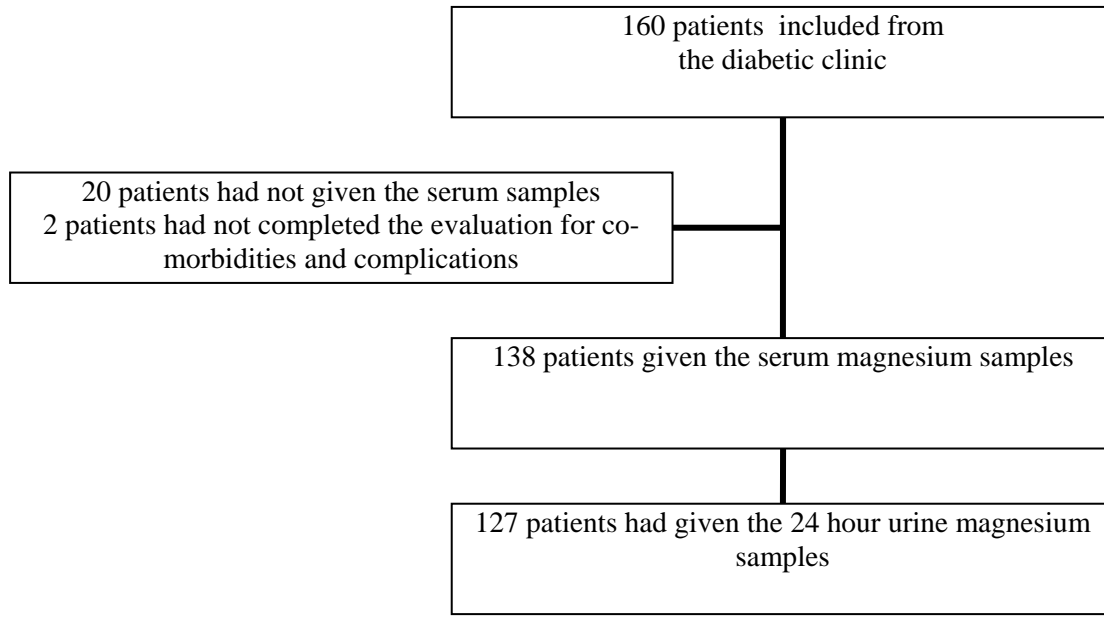 160 patients  included from
the diabetic clinic
20 patients had not given the serum samples
2 patients had not completed the evaluation for co-
morbidities and complications
138 patients given the serum magnesium samples
127 patients had given the 24 hour urine magnesium
samples